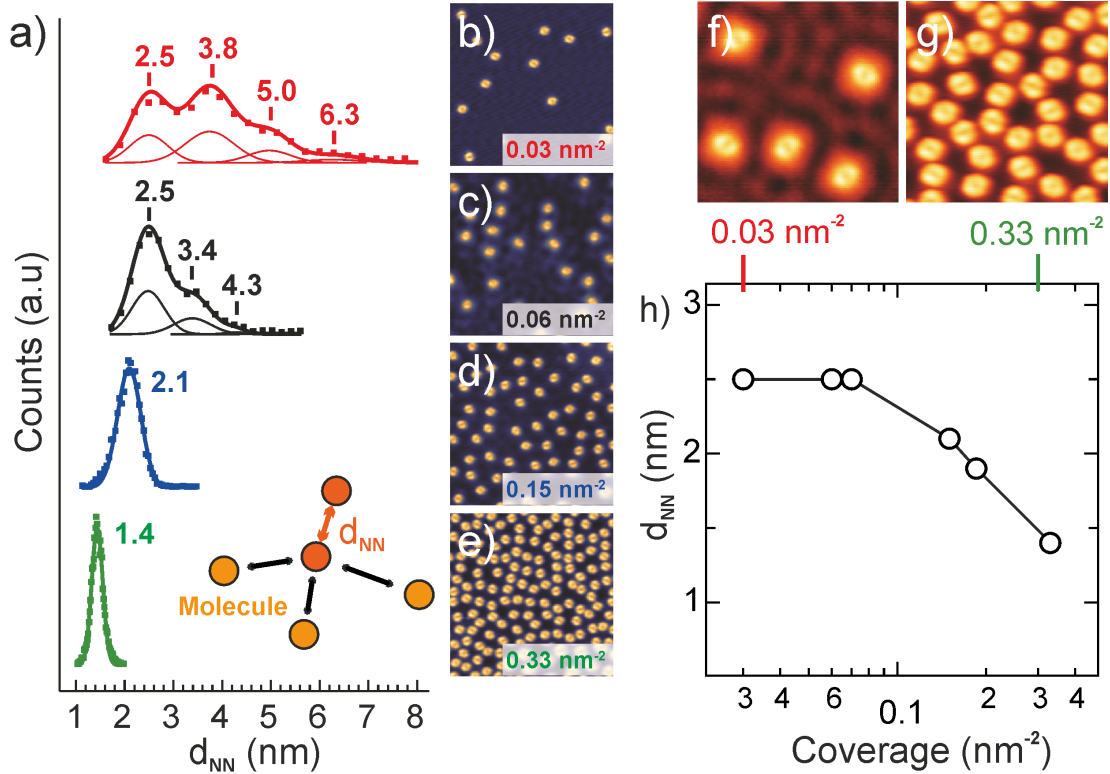 a)
Counts (a.u)
2.5
3.8
5.0
6.3
2.5
3.4
4.3
2.1
1.4
d_NN
Molecule
1 2 3 4 5 6 7 8
d_NN (nm)
b)
0.03 nm⁻²
c)
0.06 nm⁻²
d)
0.15 nm⁻²
e)
0.33 nm⁻²
f)
g)
0.03 nm⁻²
0.33 nm⁻²
h)
d_NN (nm)
3
2
1
3 4 6 8 0.1 2 3 4
Coverage (nm⁻²)